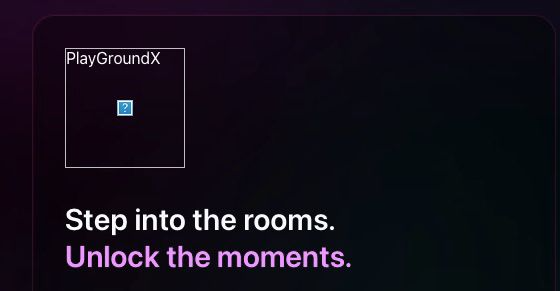 PlayGroundX
?
Step into the rooms.
Unlock the moments.